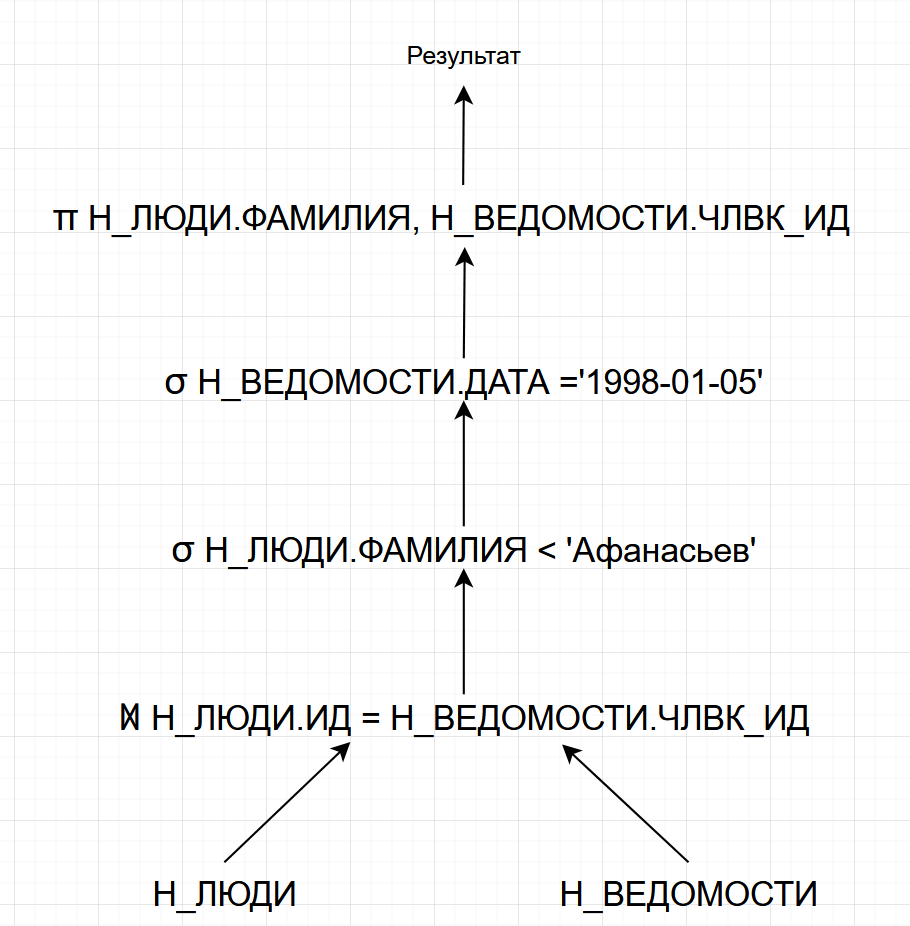 Результат
π Н_ЛЮДИ.ФАМИЛИЯ, Н_ВЕДОМОСТИ.ЧЛВК_ИД
σ Н_ВЕДОМОСТИ.ДАТА ='1998-01-05'
σ Н_ЛЮДИ.ФАМИЛИЯ < 'Афанасьев'
⋈ Н_ЛЮДИ.ИД = Н_ВЕДОМОСТИ.ЧЛВК_ИД
Н_ЛЮДИ Н_ВЕДОМОСТИ